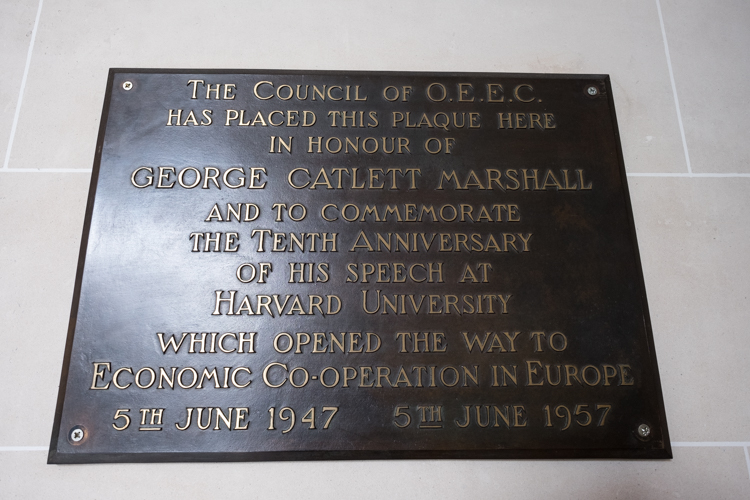 The Council of O.E.E.C.
has placed this plaque here
in honour of
GEORGE CATLETT MARSHALL
and to commemorate
the Tenth Anniversary
of his speech at
Harvard University
which opened the way to
Economic Co-operation in Europe
5TH JUNE 1947 5TH JUNE 1957